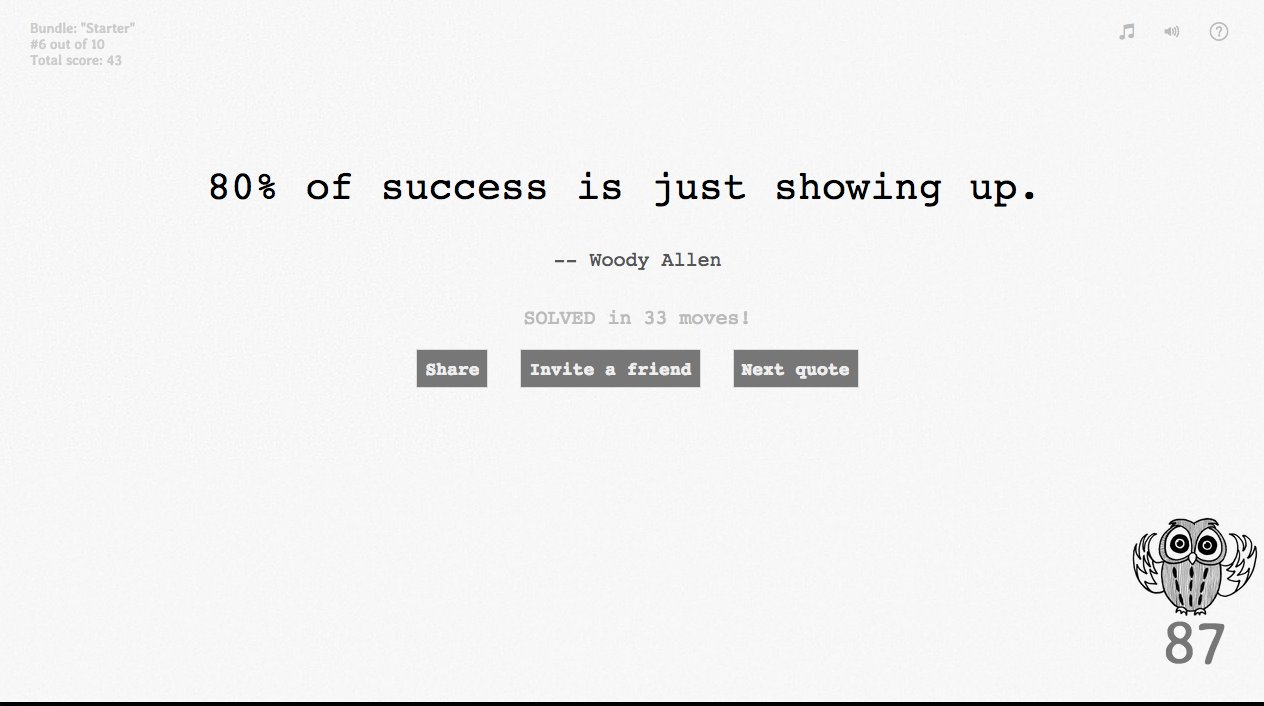 Bundle: "Starter"
#6 out of 10
Total score: 43
80% of success is just showing up.
-- Woody Allen
SOLVED in 33 moves!
Share
Invite a friend
Next quote
87